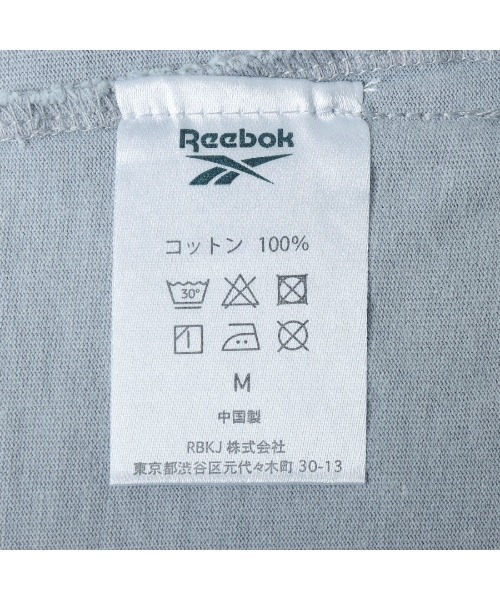 Reebok
コットン 100%
30°
M
中国製
RBKJ 株式会社
東京都渋谷区元代々木町 30-13